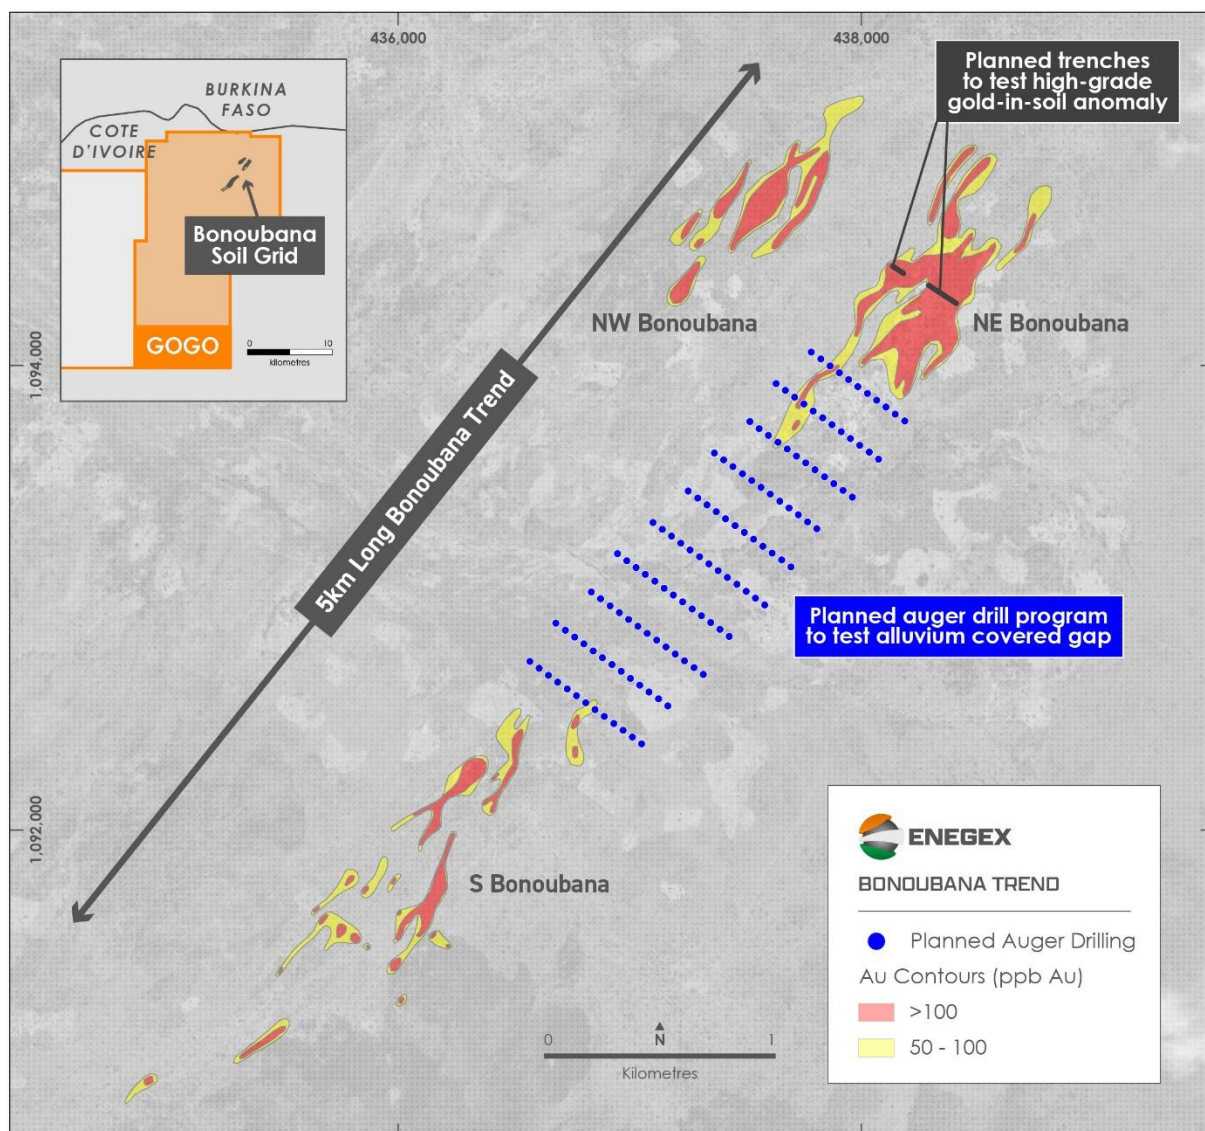 436,000
438,000
Planned trenches
to test high-grade
gold-in-soil anomaly
BURKINA
FASO
COTE
D'IVOIRE
Bonoubana
Soil Grid
GOGO
0
10
kilometres
NW Bonoubana
NE Bonoubana
1,094,000
5km Long Bonoubana Trend
Planned auger drill program
to test alluvium covered gap
1,092,000
S Bonoubana
0
N
1
Kilometres
ENEGEX
BONOUBANA TREND
Planned Auger Drilling
Au Contours (ppb Au)
>100
50 - 100